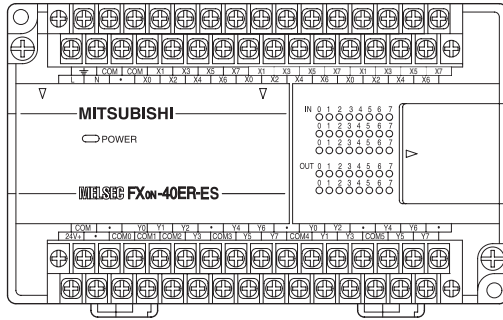 ⏚ COM COM X1 X3 X5 X7 X1 X3 X5 X7 X1 X3 X5 X7
L N • X0 X2 X4 X6 X0 X2 X4 X6 X0 X2 X4 X6
MITSUBISHI
POWER
IN 0 1 2 3 4 5 6 7
0 1 2 3 4 5 6 7
0 1 2 3 4 5 6 7
OUT 0 1 2 3 4 5 6 7
0 1 2 3 4 5 6 7
MELSEC FX0N-40ER-ES
COM • Y0 Y1 Y2 • Y4 Y6 • Y0 Y2 • Y4 Y6 •
24V+ • COM0 COM1 COM2 Y3 COM3 Y5 Y7 COM4 Y1 Y3 COM5 Y5 Y7